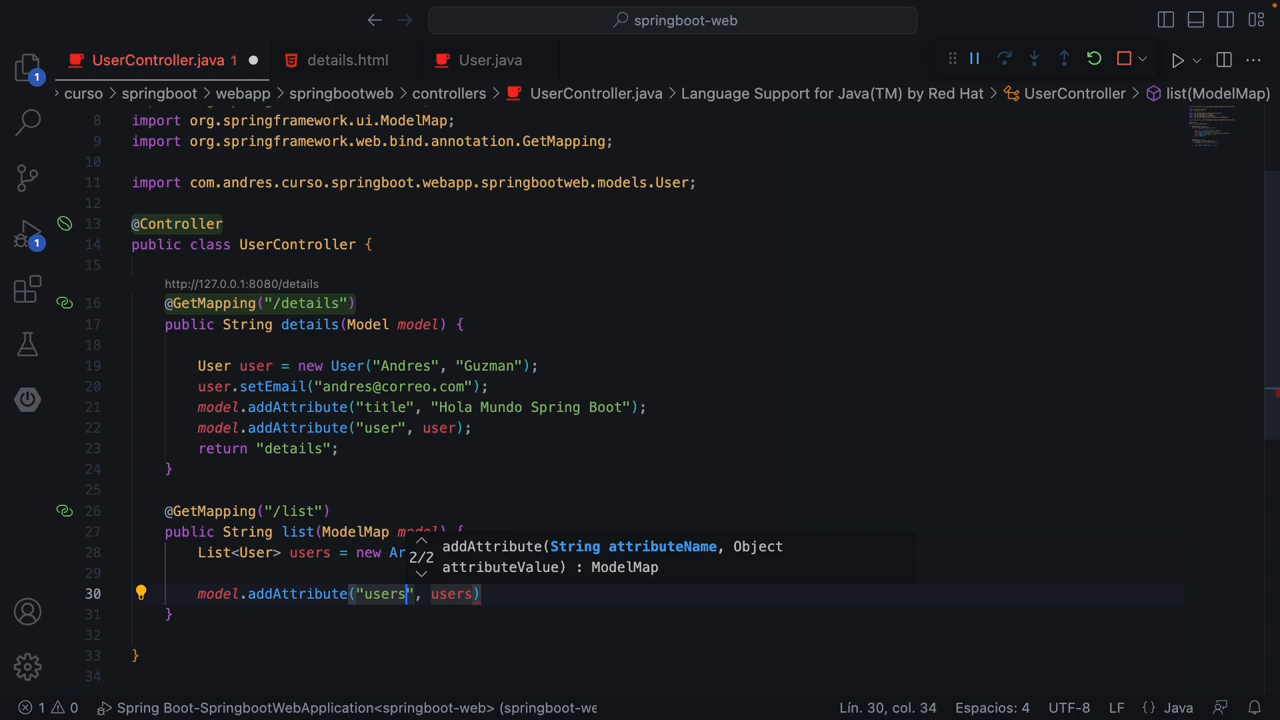 springboot-web
UserController.java 1
details.html
User.java
curso > springboot > webapp > springbootweb > controllers > UserController.java > Language Support for Java(TM) by Red Hat > UserController > list(ModelMap)
8 import org.springframework.ui.ModelMap;
9 import org.springframework.web.bind.annotation.GetMapping;
10
11 import com.andres.curso.springboot.webapp.springbootweb.models.User;
12
13 @Controller
14 public class UserController {
15
http://127.0.0.1:8080/details
16 @GetMapping("/details")
17 public String details(Model model) {
18
19 User user = new User("Andres", "Guzman");
20 user.setEmail("andres@correo.com");
21 model.addAttribute("title", "Hola Mundo Spring Boot");
22 model.addAttribute("user", user);
23 return "details";
24 }
25
26 @GetMapping("/list")
27 public String list(ModelMap model) {
28 List<User> users = new Ar
2/2 addAttribute(String attributeName, Object
attributeValue) : ModelMap
29
30 model.addAttribute("users", users)
31 }
32
33 }
34
1
1
1 0 Spring Boot-SpringbootWebApplication<springboot-web> (springboot-we
Lín. 30, col. 34 Espacios: 4 UTF-8 LF {} Java